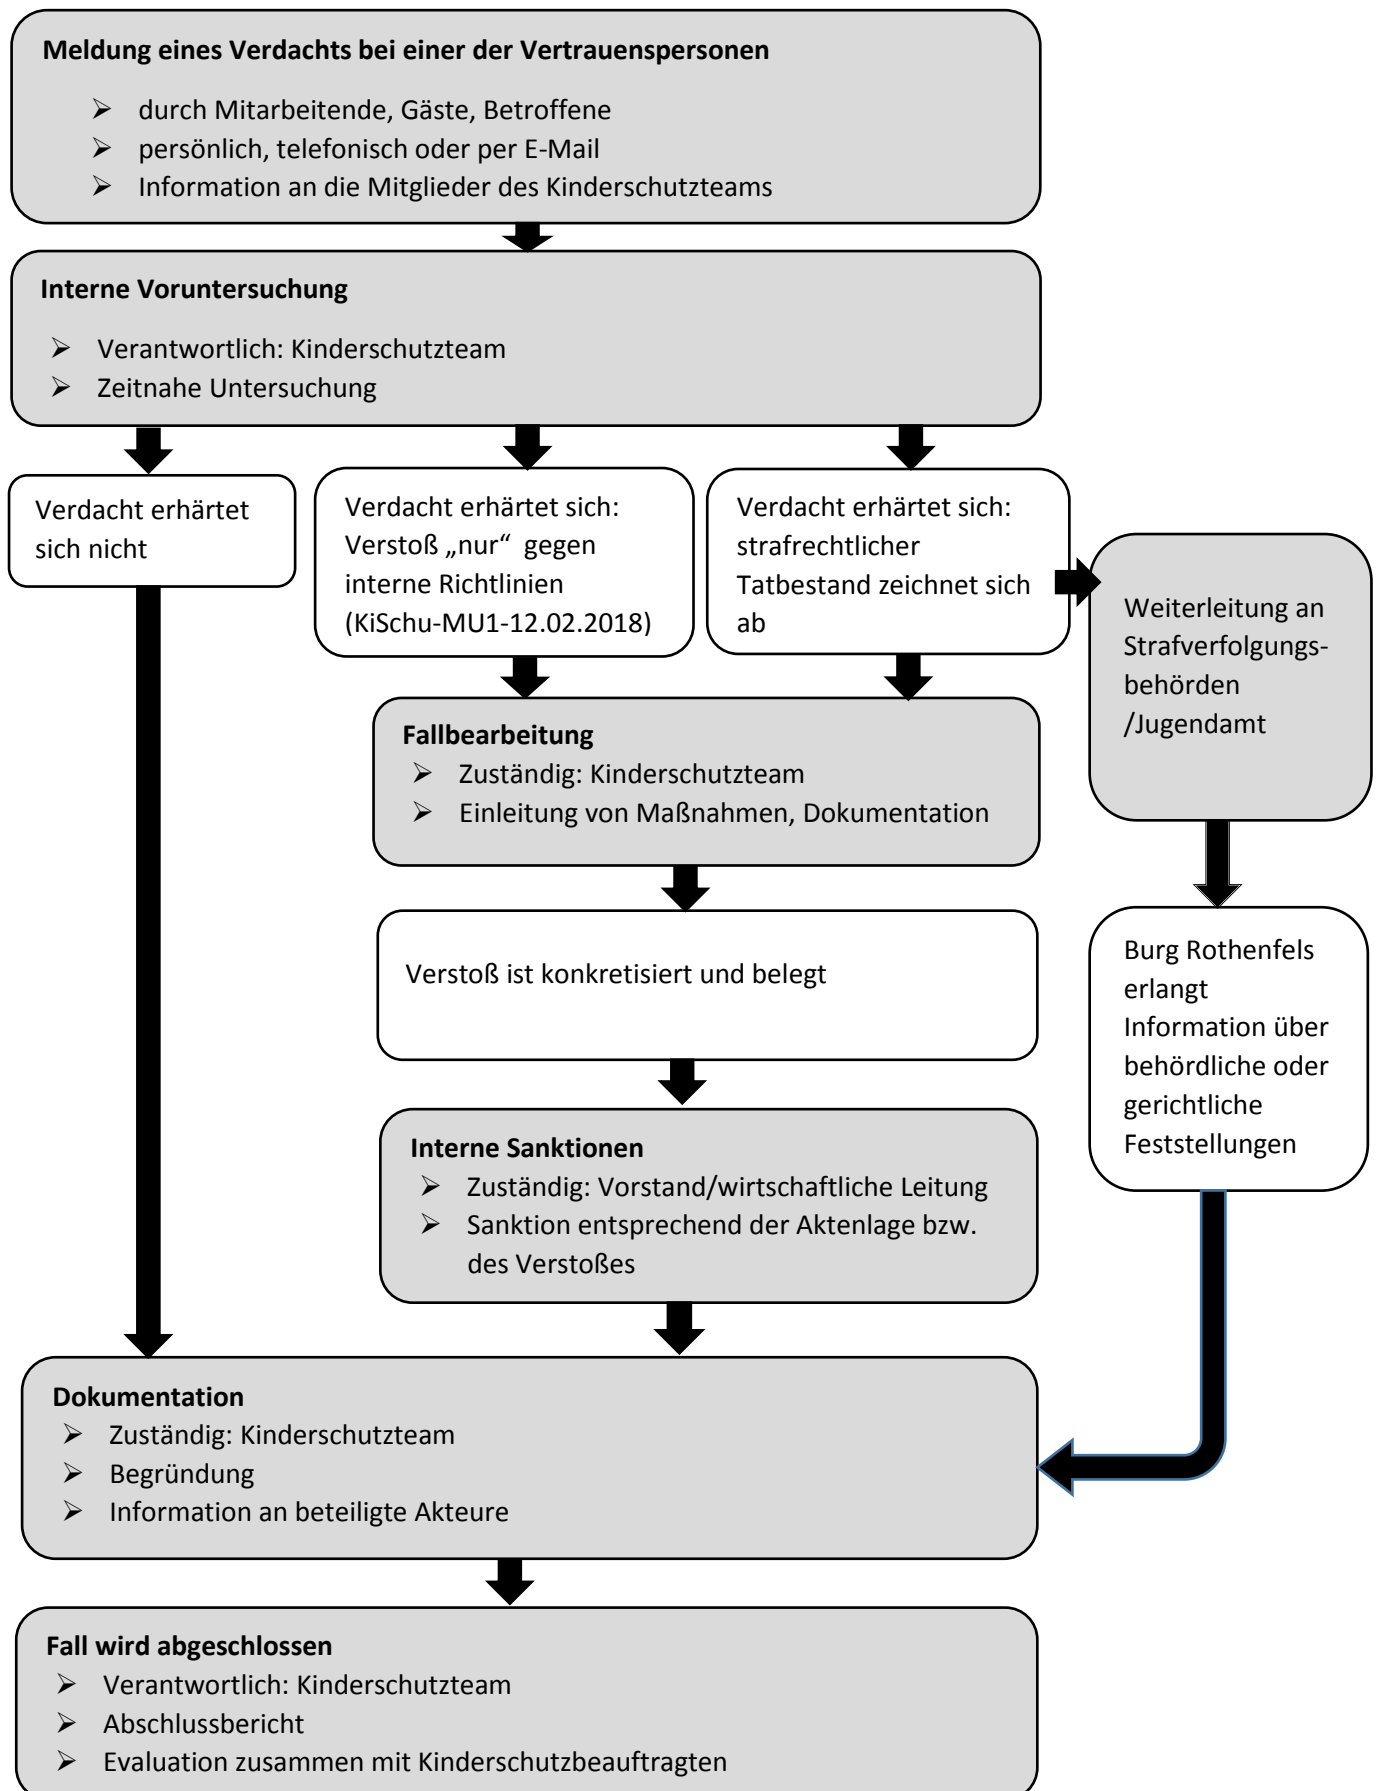 Meldung eines Verdachts bei einer der Vertrauenspersonen
➢ durch Mitarbeitende, Gäste, Betroffene
➢ persönlich, telefonisch oder per E-Mail
➢ Information an die Mitglieder des Kinderschutzteams
Interne Voruntersuchung
➢ Verantwortlich: Kinderschutzteam
➢ Zeitnahe Untersuchung
Verdacht erhärtet
sich nicht
Verdacht erhärtet sich:
Verstoß „nur“ gegen
interne Richtlinien
(KiSchu-MU1-12.02.2018)
Verdacht erhärtet sich:
strafrechtlicher
Tatbestand zeichnet sich
ab
Weiterleitung an
Strafverfolgungs-
behörden
/Jugendamt
Fallbearbeitung
➢ Zuständig: Kinderschutzteam
➢ Einleitung von Maßnahmen, Dokumentation
Verstoß ist konkretisiert und belegt
Burg Rothenfels
erlangt
Information über
behördliche oder
gerichtliche
Feststellungen
Interne Sanktionen
➢ Zuständig: Vorstand/wirtschaftliche Leitung
➢ Sanktion entsprechend der Aktenlage bzw.
des Verstoßes
Dokumentation
➢ Zuständig: Kinderschutzteam
➢ Begründung
➢ Information an beteiligte Akteure
Fall wird abgeschlossen
➢ Verantwortlich: Kinderschutzteam
➢ Abschlussbericht
➢ Evaluation zusammen mit Kinderschutzbeauftragten